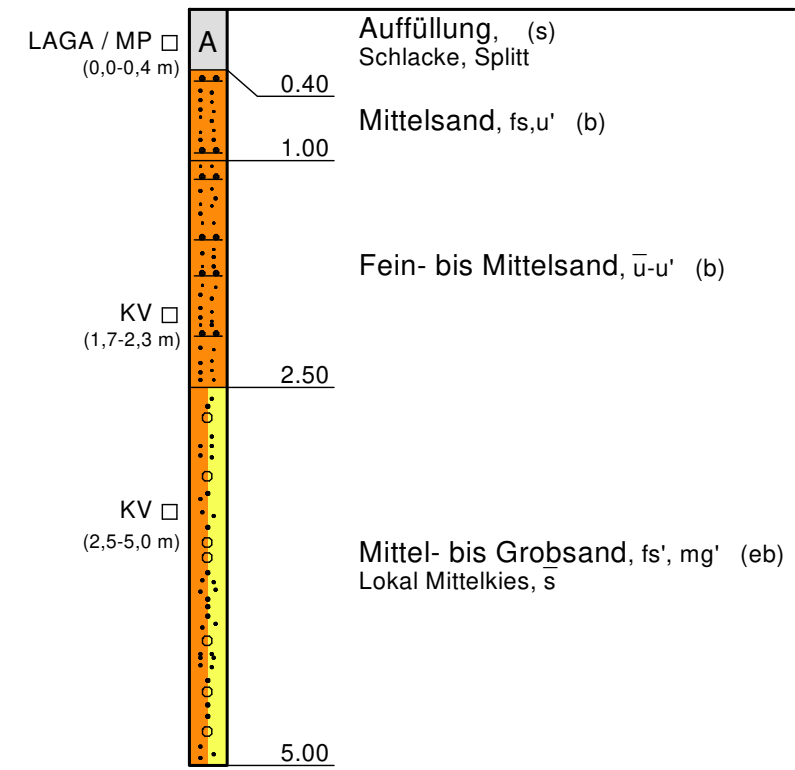 LAGA / MP □
(0,0-0,4 m)
A
Auffüllung, (s)
Schlacke, Splitt
0.40
Mittelsand, fs,u' (b)
1.00
Fein- bis Mittelsand, u̅-u' (b)
KV □
(1,7-2,3 m)
2.50
KV □
(2,5-5,0 m)
Mittel- bis Grobsand, fs', mg' (eb)
Lokal Mittelkies, s̅
5.00